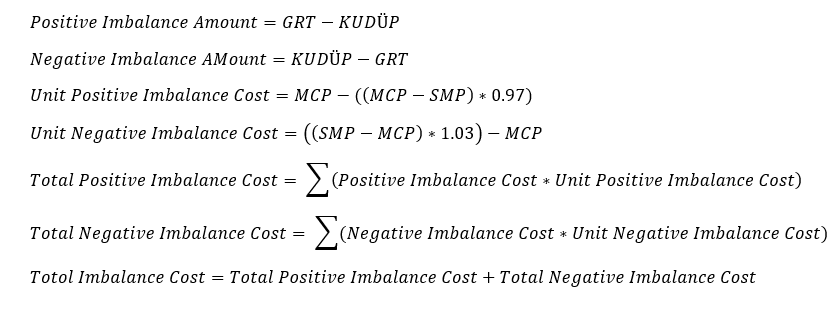 Positive Imbalance Amount = GRT − KUDÜP
Negative Imbalance AMount = KUDÜP − GRT
Unit Positive Imbalance Cost = MCP − ((MCP − SMP) ∗ 0.97)
Unit Negative Imbalance Cost = ((SMP − MCP) ∗ 1.03) − MCP
Total Positive Imbalance Cost = ∑(Positive Imbalance Cost ∗ Unit Positive Imbalance Cost)
Total Negative Imbalance Cost = ∑(Negative Imbalance Cost ∗ Unit Negative Imbalance Cost)
Totol Imbalance Cost = Total Positive Imbalance Cost + Total Negative Imbalance Cost